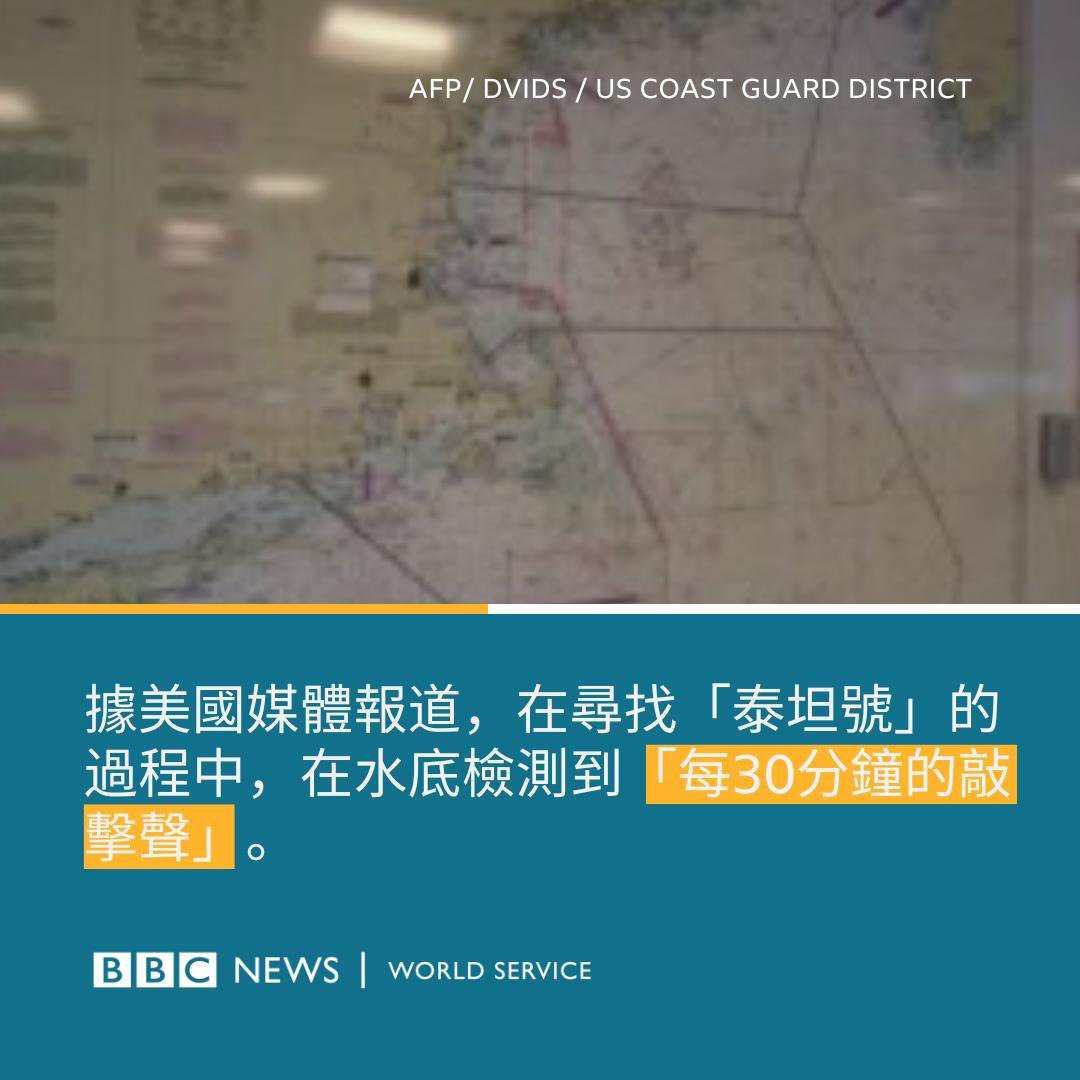 AFP/ DVIDS / US COAST GUARD DISTRICT
據美國媒體報道，在尋找「泰坦號」的
過程中，在水底檢測到「每30分鐘的敲
擊聲」。
BBC NEWS | WORLD SERVICE